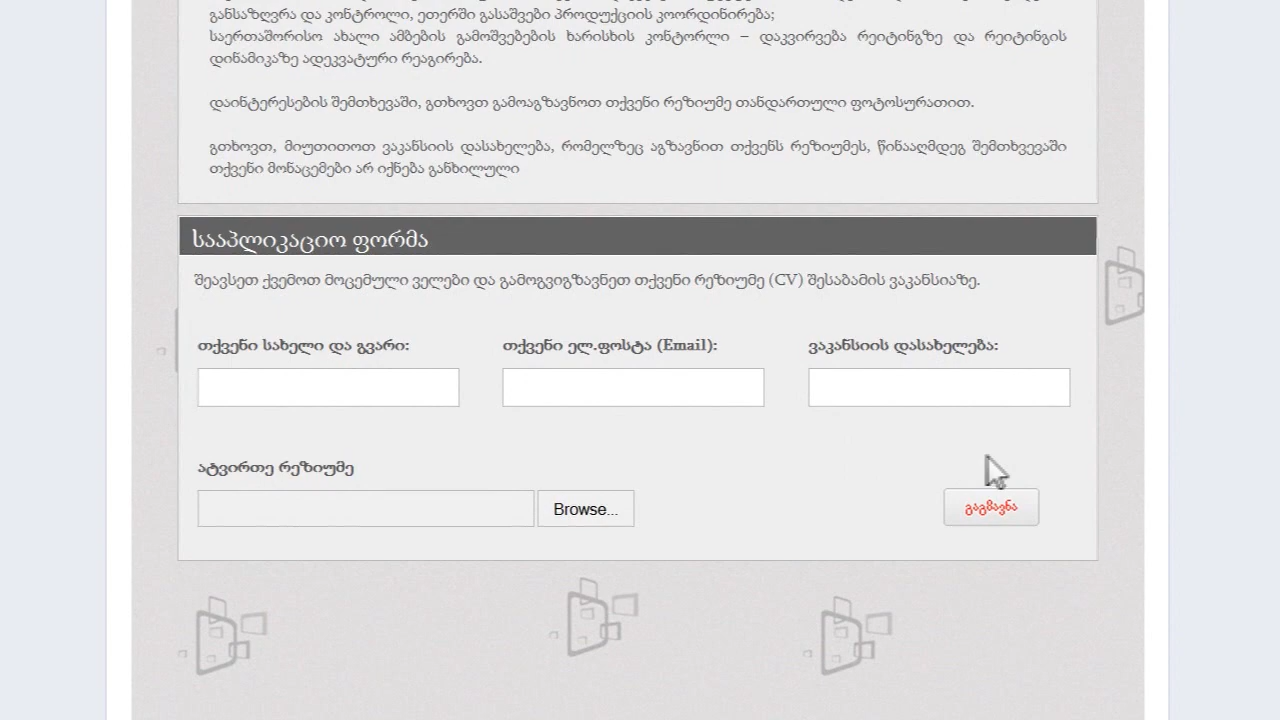 განსაზღვრა და კონტროლი, ეთერში გასაშვები პროდუქციის კოორდინირება;
საერთაშორისო ახალი ამბების გამოშვებების ხარისხის კონტორლი – დაკვირვება რეიტინგზე და რეიტინგის
დინამიკაზე ადეკვატური რეაგირება.
დაინტერესების შემთხევაში, გთხოვთ გამოაგზავნოთ თქვენი რეზიუმე თანდართული ფოტოსურათით.
გთხოვთ, მიუთითოთ ვაკანსიის დასახელება, რომელზეც აგზავნით თქვენს რეზიუმეს, წინააღმდეგ შემთხვევაში
თქვენი მონაცემები არ იქნება განხილული
სააპლიკაციო ფორმა
შეავსეთ ქვემოთ მოცემული ველები და გამოგვიგზავნეთ თქვენი რეზიუმე (CV) შესაბამის ვაკანსიაზე.
თქვენი სახელი და გვარი: თქვენი ელ.ფოსტა (Email): ვაკანსიის დასახელება:
ატვირთე რეზიუმე
Browse... გაგზავნა